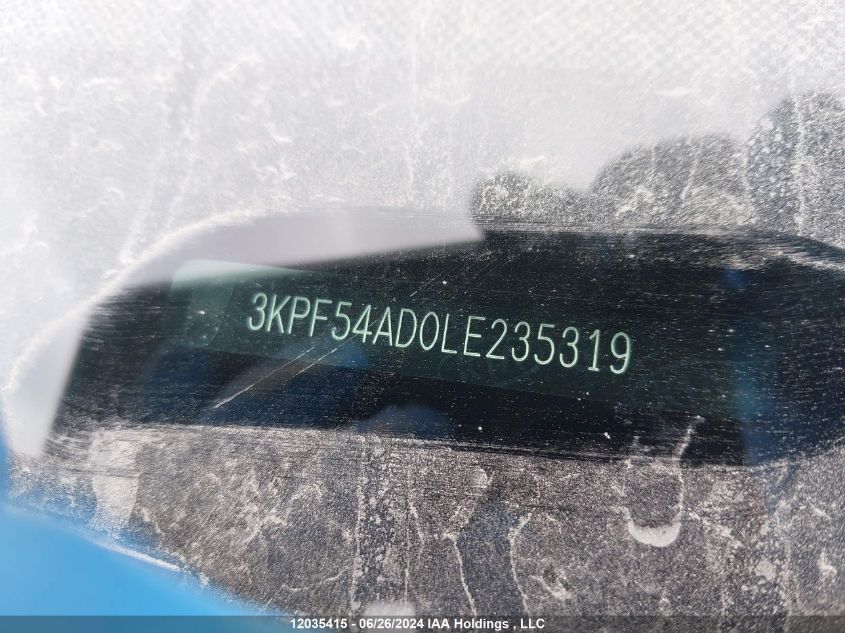 3KPF54AD0LE235319
12035415 - 06/26/2024 IAA Holdings , LLC